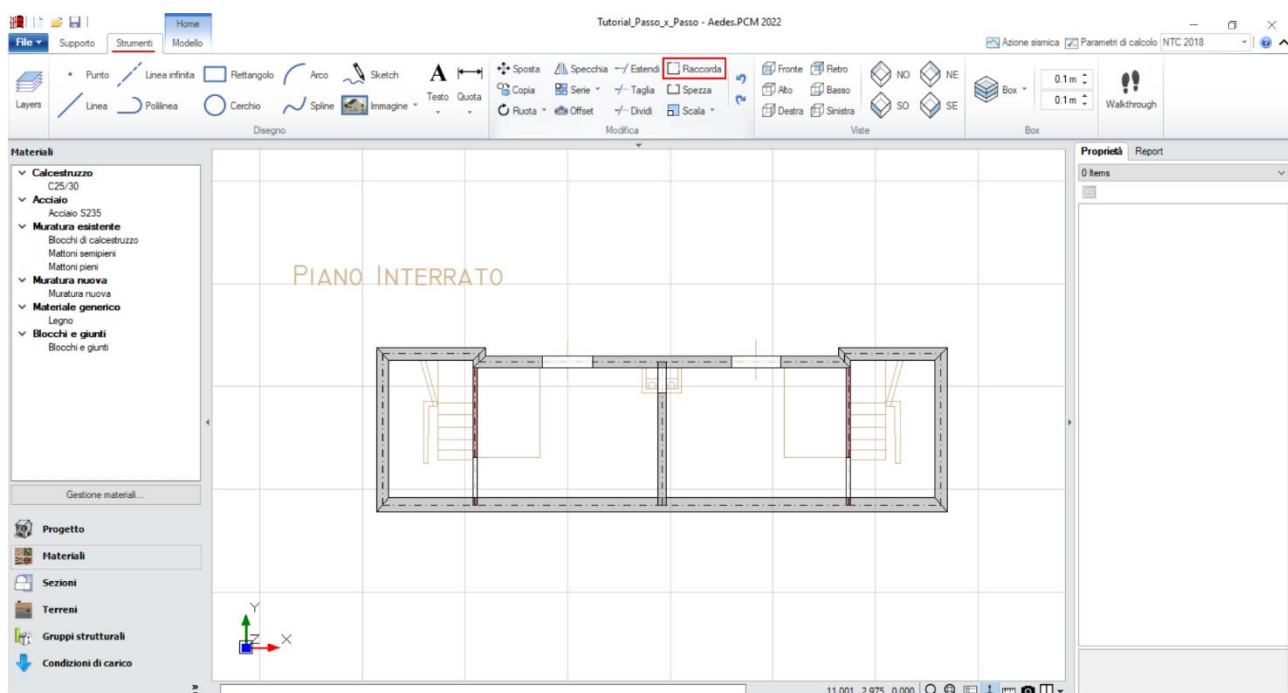 Tutorial_Passo_x_Passo - Aedes.PCM 2022
Home
File Supporto Strumenti Modello
Azione sismica Parametri di calcolo NTC 2018
Layers
Punto Linea infinita Rettangolo Arco Sketch
Linea Polilinea Cerchio Spline Immagine
A Testo Quota
Disegno
Sposta Specchia Estendi Raccorda
Copia Serie Taglia Spezza
Ruota Offset Dividi Scala
Modifica
Fronte Retro NO NE
Alto Basso
Destra Sinistra SO SE
Viste
Box 0.1 m
0.1 m
Box
Walkthrough
Materiali
Calcestruzzo
C25/30
Acciaio
Acciaio S235
Muratura esistente
Blocchi di calcestruzzo
Mattoni semipieni
Mattoni pieni
Muratura nuova
Muratura nuova
Materiale generico
Legno
Blocchi e giunti
Blocchi e giunti
Gestione materiali...
Progetto
Materiali
Sezioni
Terreni
Gruppi strutturali
Condizioni di carico
PIANO INTERRATO
Y
Z X
Proprietà Report
0 Items
11.001 2.975 0.000